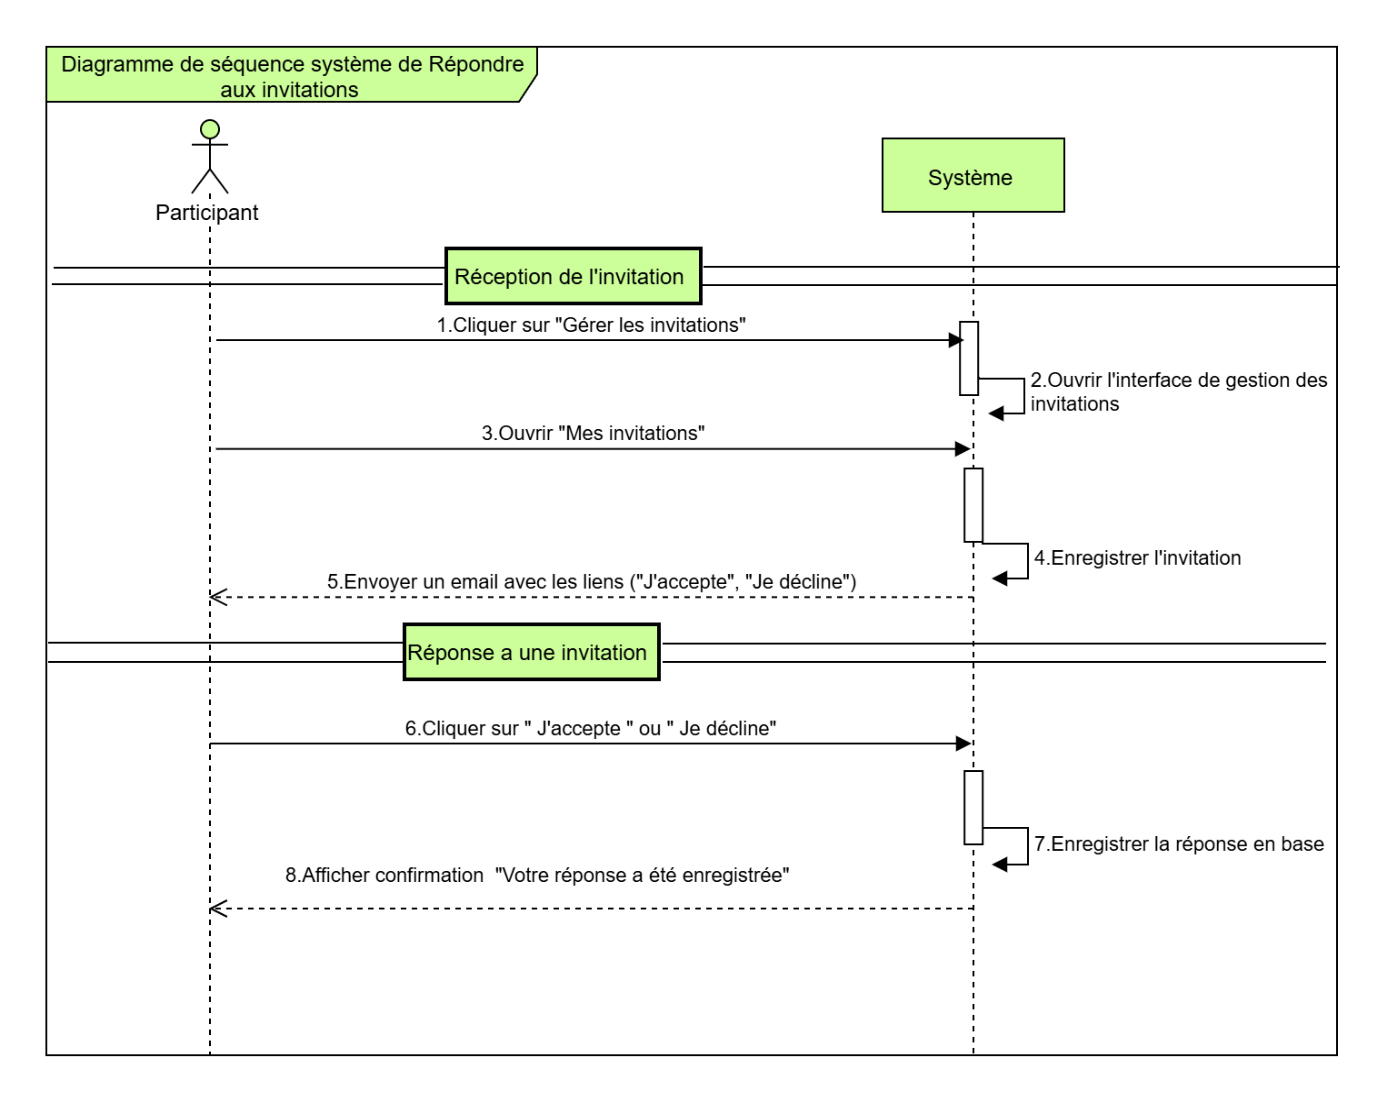 Diagramme de séquence système de Répondre
aux invitations
Participant
Système
Réception de l'invitation
1.Cliquer sur "Gérer les invitations"
2.Ouvrir l'interface de gestion des
invitations
3.Ouvrir "Mes invitations"
4.Enregistrer l'invitation
5.Envoyer un email avec les liens ("J'accepte", "Je décline")
Réponse a une invitation
6.Cliquer sur " J'accepte " ou " Je décline"
7.Enregistrer la réponse en base
8.Afficher confirmation  "Votre réponse a été enregistrée"